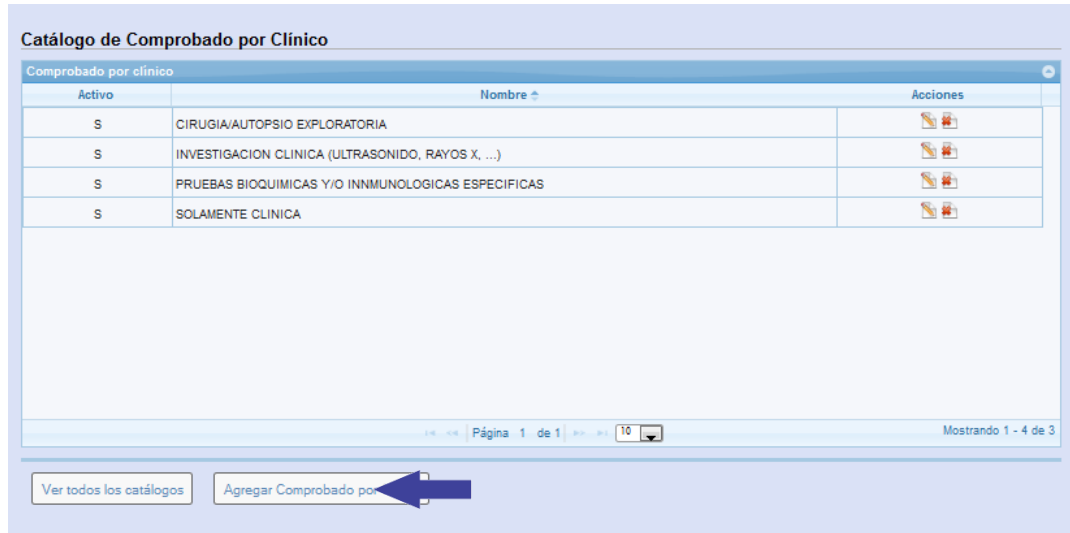 Catálogo de Comprobado por Clínico
Comprobado por clínico
Activo Nombre Acciones
S CIRUGIA/AUTOPSIO EXPLORATORIA
S INVESTIGACION CLINICA (ULTRASONIDO, RAYOS X, ...)
S PRUEBAS BIOQUIMICAS Y/O INNMUNOLOGICAS ESPECIFICAS
S SOLAMENTE CLINICA
Página 1 de 1 10 Mostrando 1 - 4 de 3
Ver todos los catálogos Agregar Comprobado por